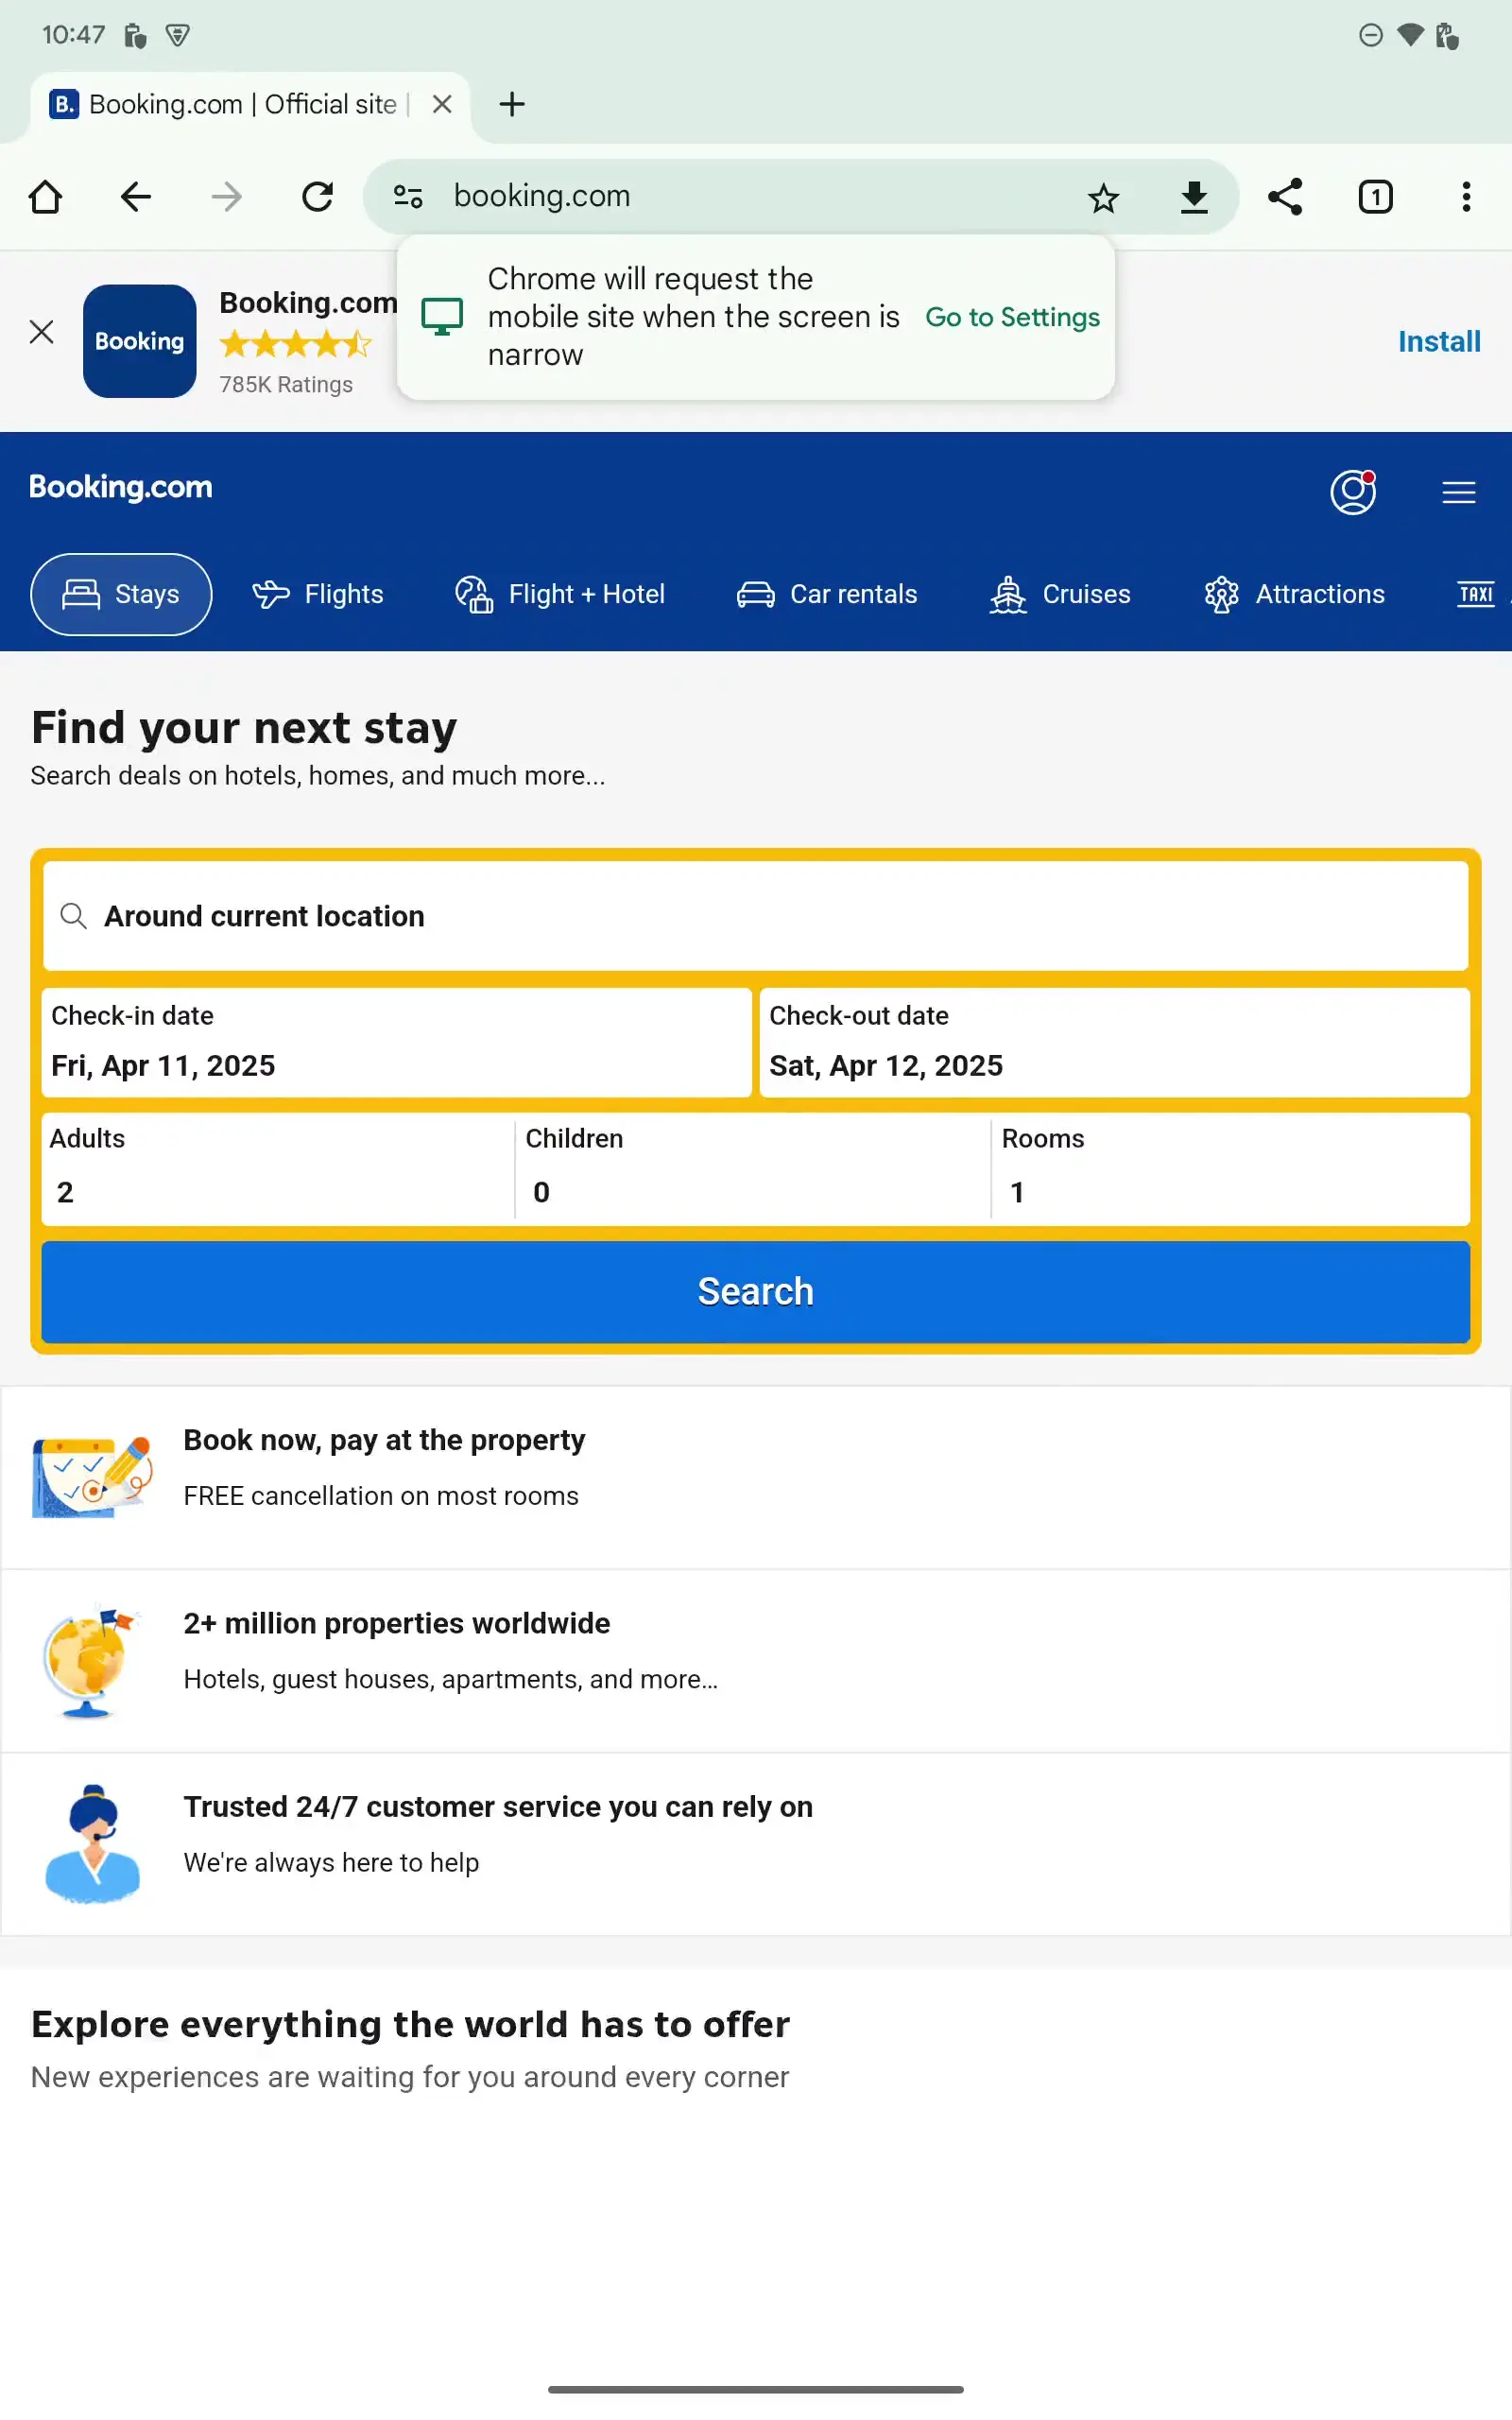 10:47
B. Booking.com | Official site |
booking.com
1
Chrome will request the
mobile site when the screen is
narrow
Go to Settings
Booking
Booking.com
785K Ratings
Install
Booking.com
Stays
Flights
Flight + Hotel
Car rentals
Cruises
Attractions
TAXI
Find your next stay
Search deals on hotels, homes, and much more...
Around current location
Check-in date
Fri, Apr 11, 2025
Check-out date
Sat, Apr 12, 2025
Adults
2
Children
0
Rooms
1
Search
Book now, pay at the property
FREE cancellation on most rooms
2+ million properties worldwide
Hotels, guest houses, apartments, and more…
Trusted 24/7 customer service you can rely on
We're always here to help
Explore everything the world has to offer
New experiences are waiting for you around every corner